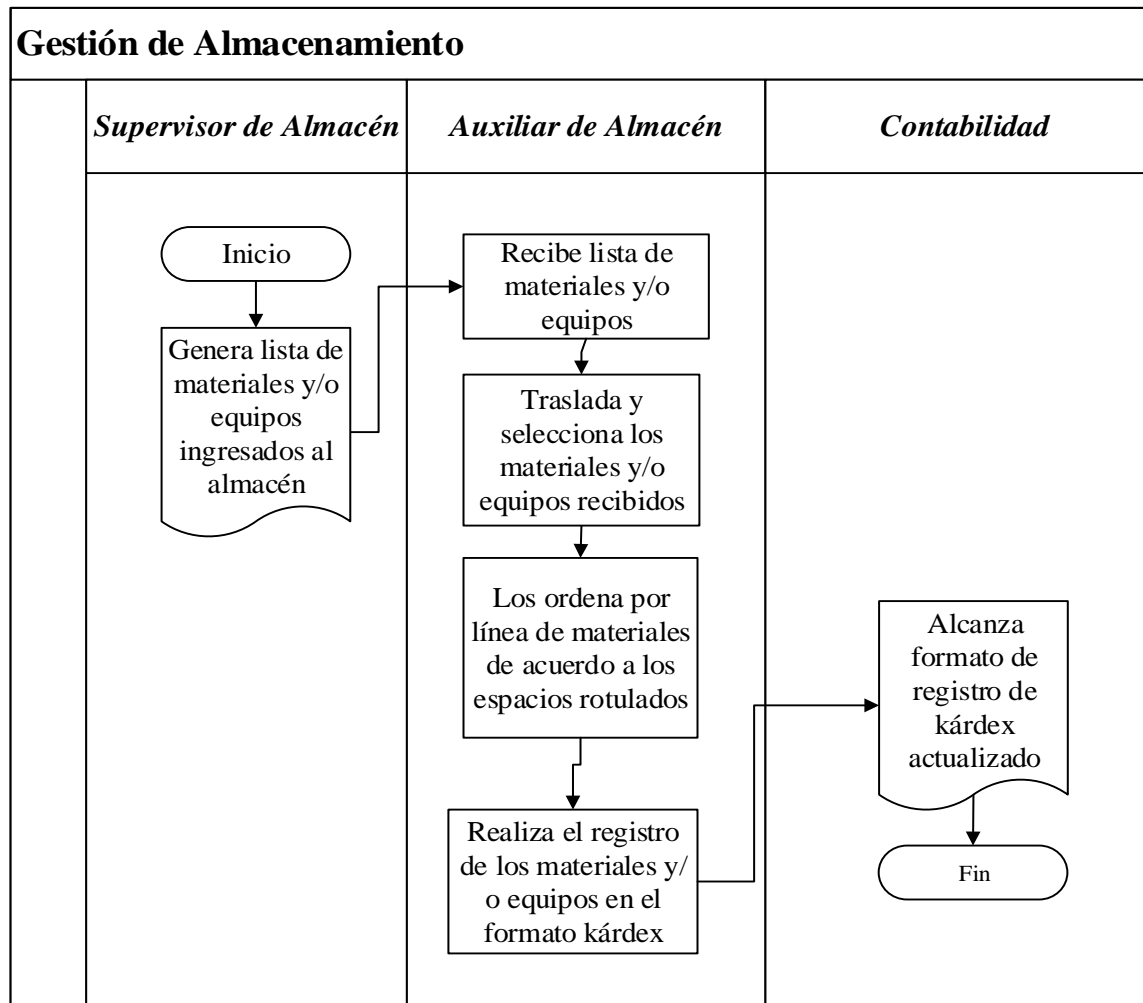 Gestión de Almacenamiento
Supervisor de Almacén
Auxiliar de Almacén
Contabilidad
Inicio
Genera lista de
materiales y/o
equipos
ingresados al
almacén
Recibe lista de
materiales y/o
equipos
Traslada y
selecciona los
materiales y/o
equipos recibidos
Los ordena por
línea de materiales
de acuerdo a los
espacios rotulados
Realiza el registro
de los materiales y/
o equipos en el
formato kárdex
Alcanza
formato de
registro de
kárdex
actualizado
Fin